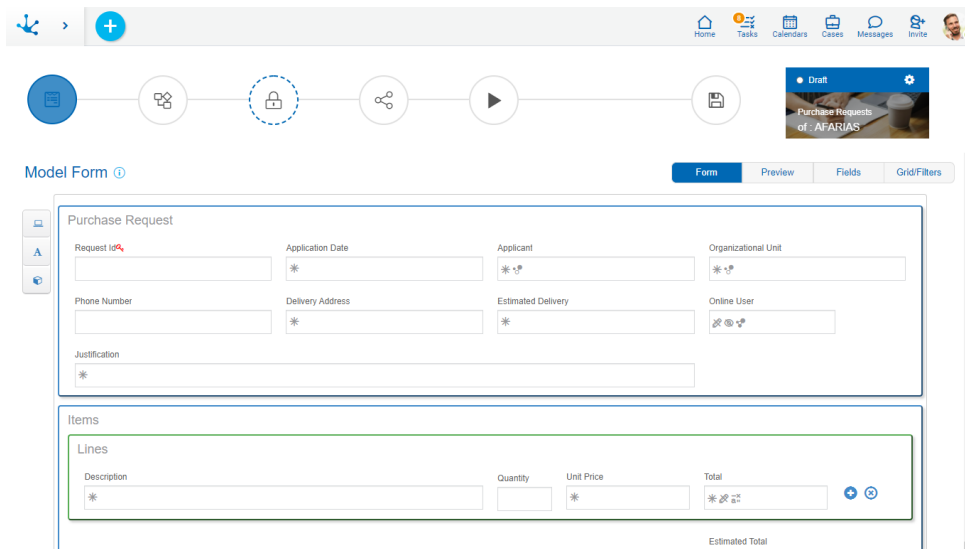 8
Home Tasks Calendars Cases Messages Invite
Draft
Purchase Requests
of : AFARIAS
Model Form
Form Preview Fields Grid/Filters
A
Purchase Request
Request Id Application Date Applicant Organizational Unit
Phone Number Delivery Address Estimated Delivery Online User
Justification
Items
Lines
Description Quantity Unit Price Total
Estimated Total